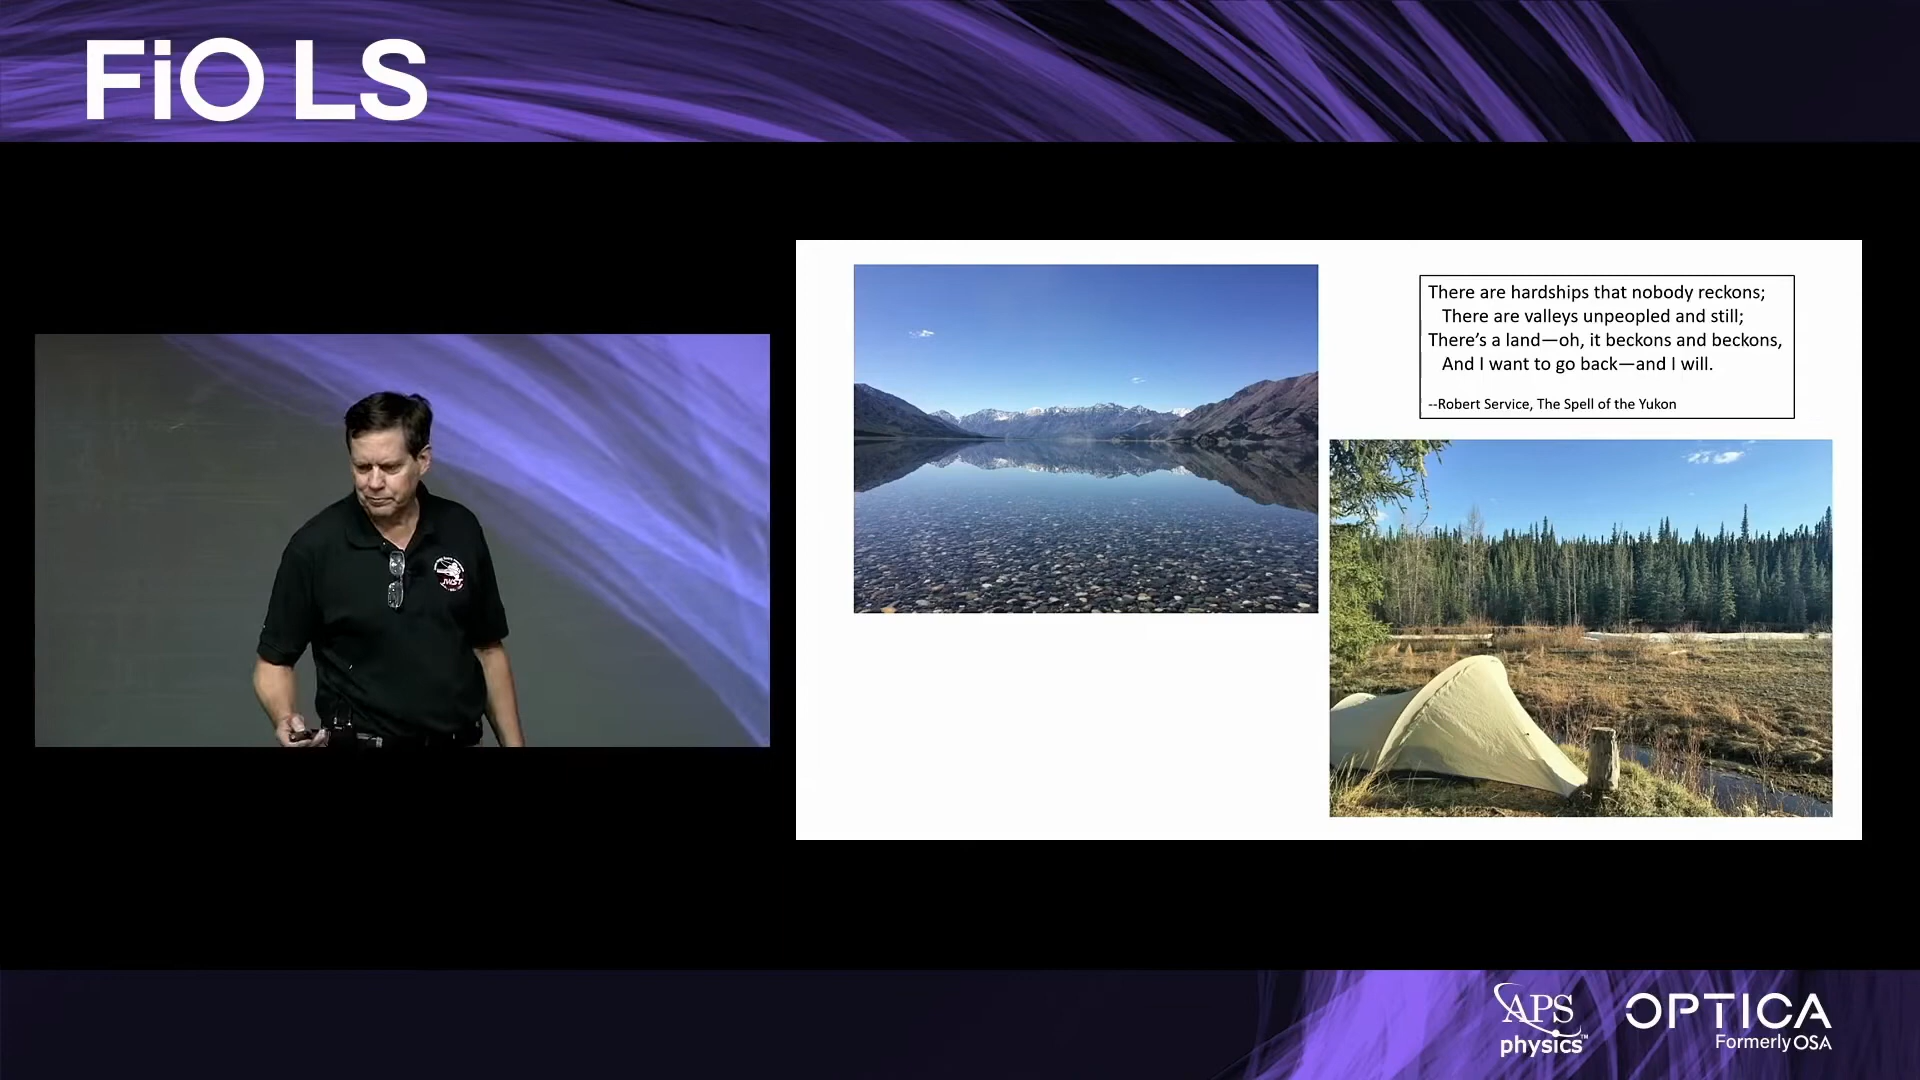 FiO LS
There are hardships that nobody reckons;
There are valleys unpeopled and still;
There's a land—oh, it beckons and beckons,
And I want to go back—and I will.
--Robert Service, The Spell of the Yukon
JWST
APS
physics™
OPTICA
Formerly OSA